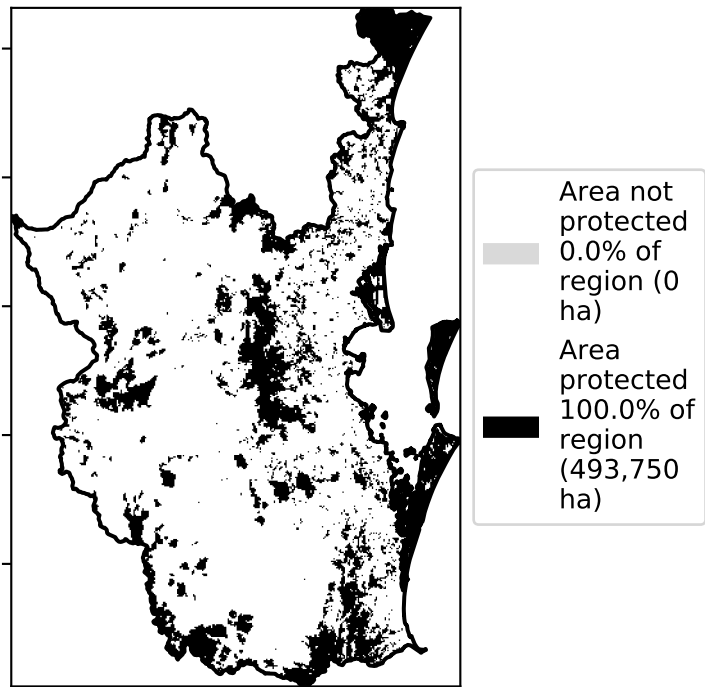 Area not
protected
0.0% of
region (0
ha)
Area
protected
100.0% of
region
(493,750
ha)